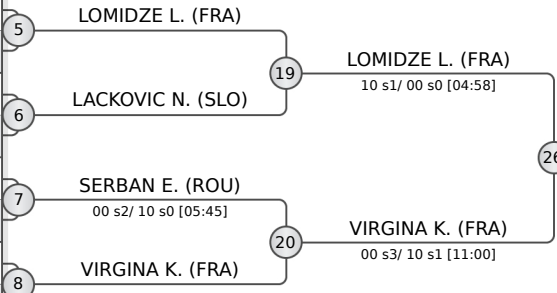 LOMIDZE L. (FRA)
5
LOMIDZE L. (FRA)
19
10 s1/ 00 s0 [04:58]
LACKOVIC N. (SLO)
6
26
SERBAN E. (ROU)
7
00 s2/ 10 s0 [05:45]
VIRGINA K. (FRA)
20
00 s3/ 10 s1 [11:00]
VIRGINA K. (FRA)
8